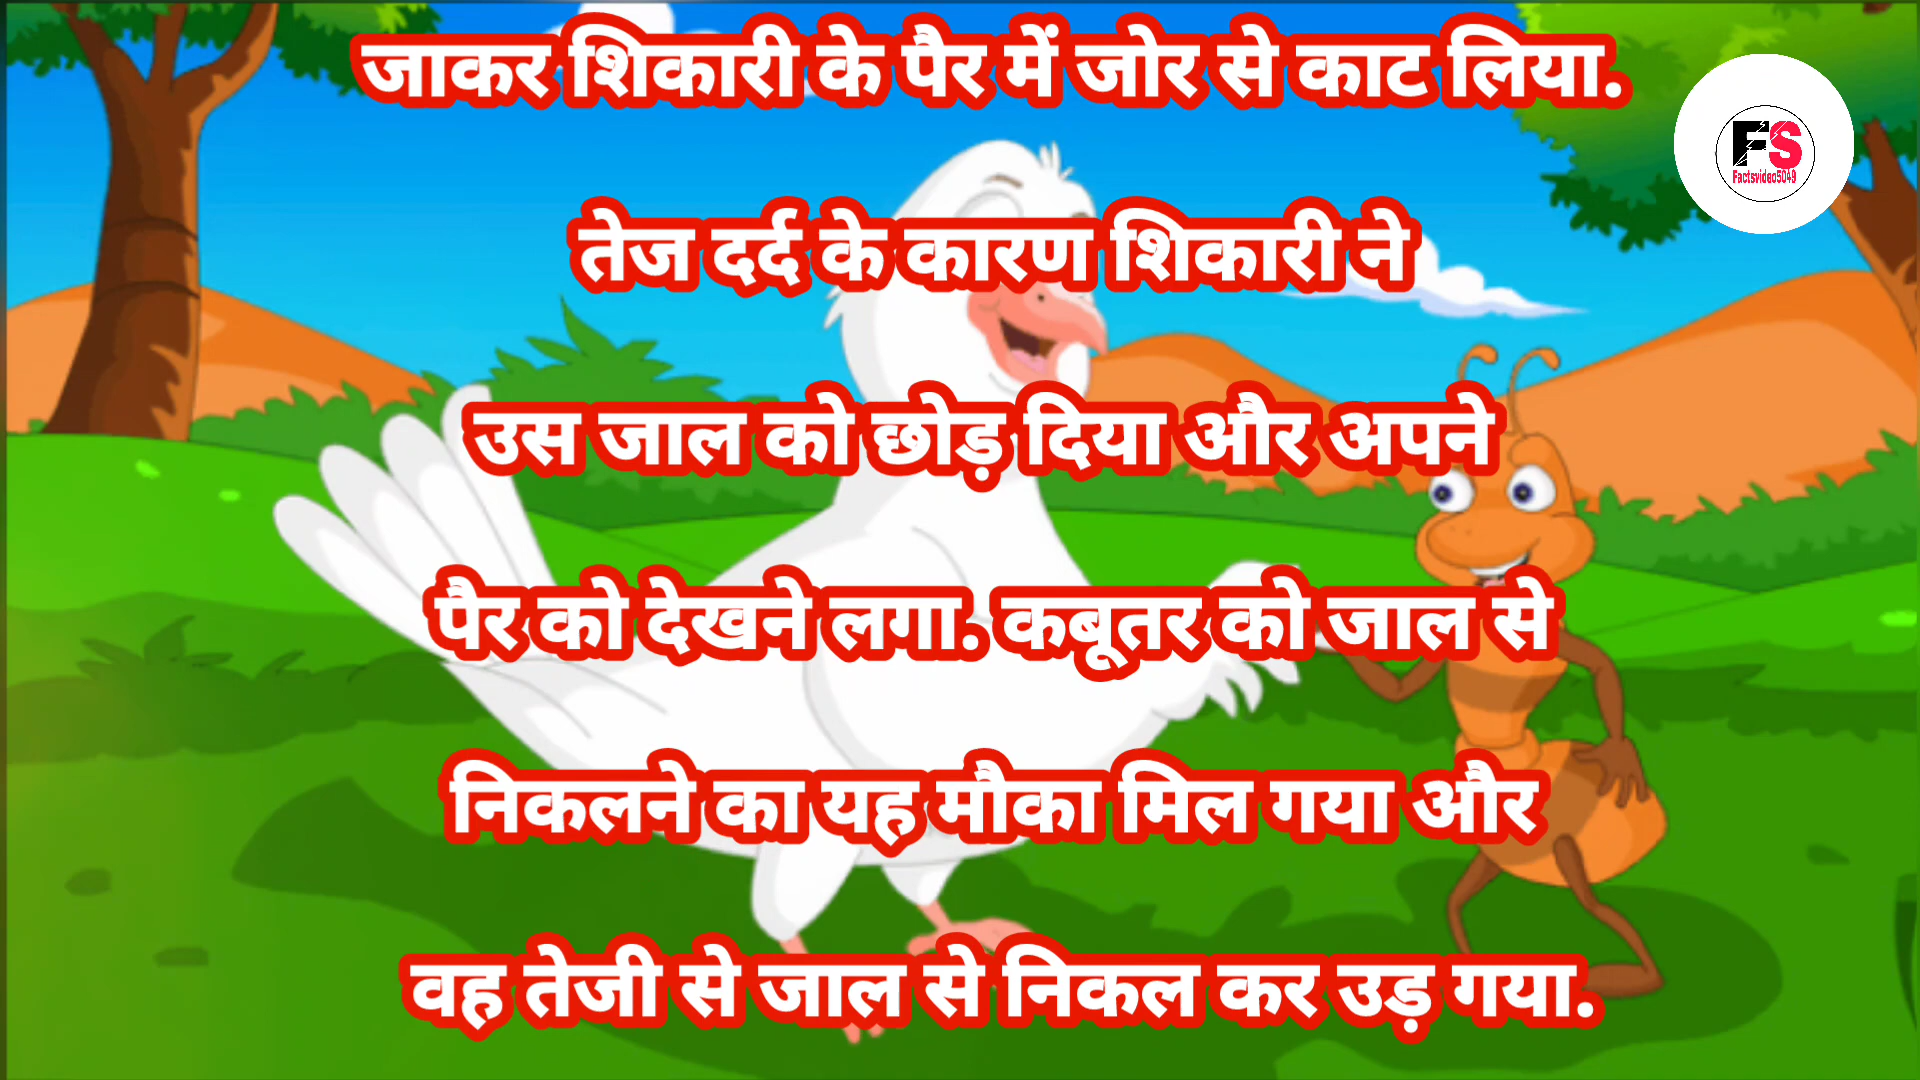 जाकर शिकारी के पैर में जोर से काट लिया.
FS
Factsvideo5049
तेज दर्द के कारण शिकारी ने
उस जाल को छोड़ दिया और अपने
पैर को देखने लगा. कबूतर को जाल से
निकलने का यह मौका मिल गया और
वह तेजी से जाल से निकल कर उड़ गया.